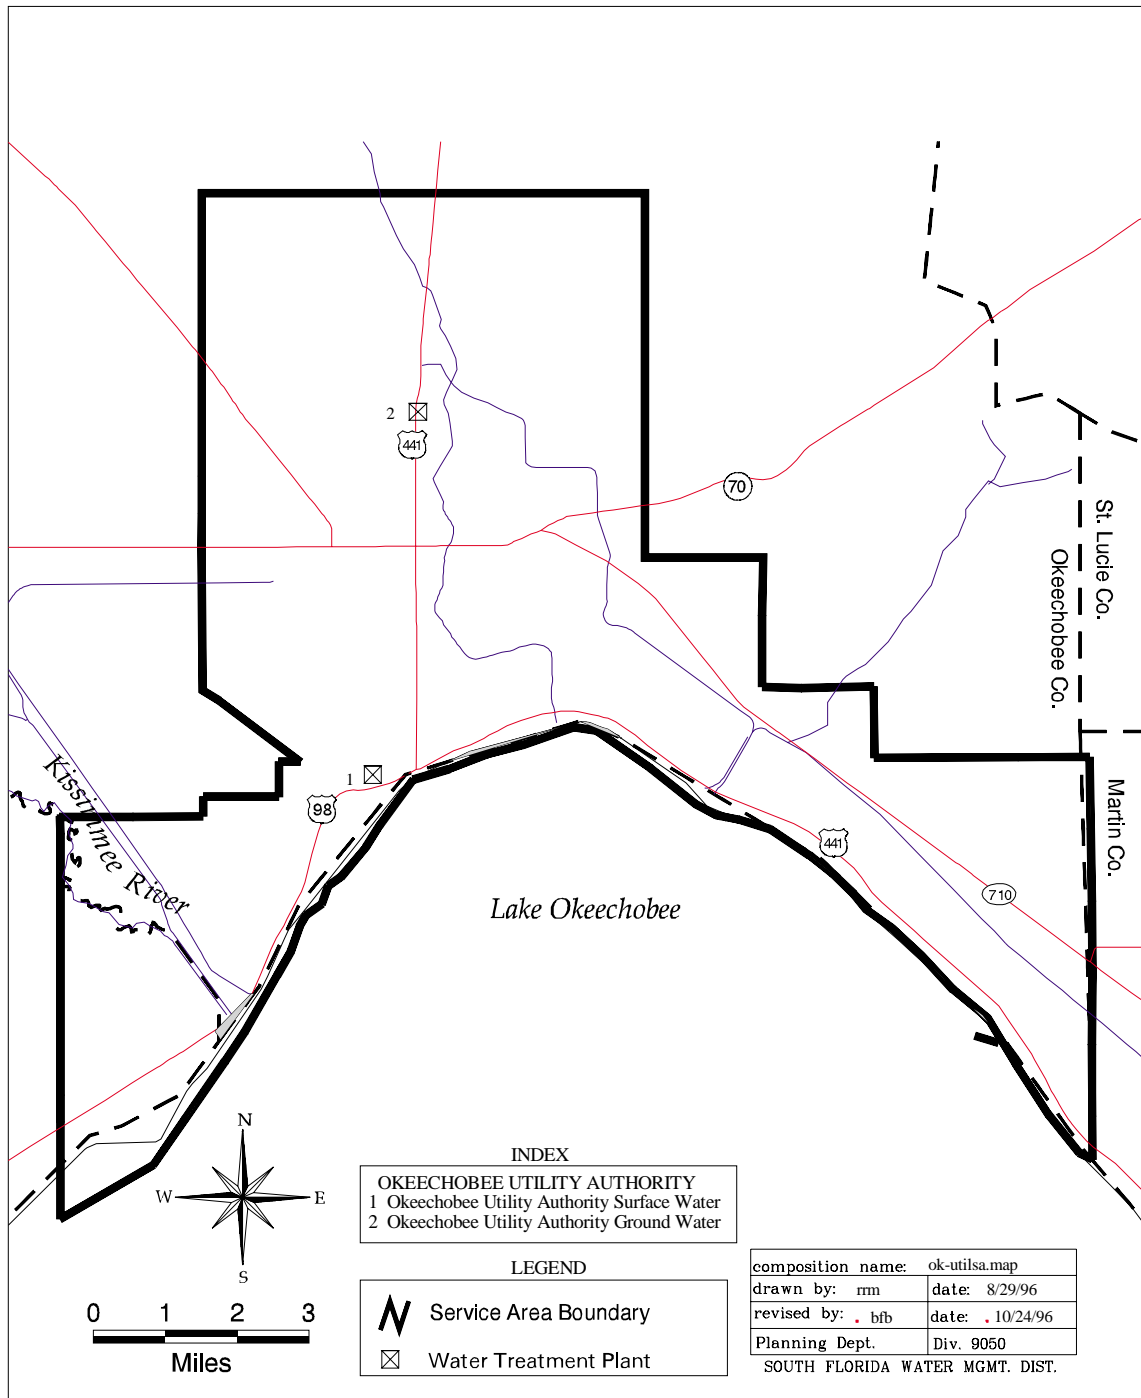 2
441
70
St. Lucie Co.
Okeechobee Co.
Kissimmee River
1
98
441
Martin Co.
710
Lake Okeechobee
N
W
E
S
INDEX
OKEECHOBEE UTILITY AUTHORITY
1 Okeechobee Utility Authority Surface Water
2 Okeechobee Utility Authority Ground Water
LEGEND
Service Area Boundary
Water Treatment Plant
0 1 2 3
Miles
composition name: ok-utilsa.map
drawn by: rrm date: 8/29/96
revised by: . bfb date: . 10/24/96
Planning Dept. Div. 9050
SOUTH FLORIDA WATER MGMT. DIST.